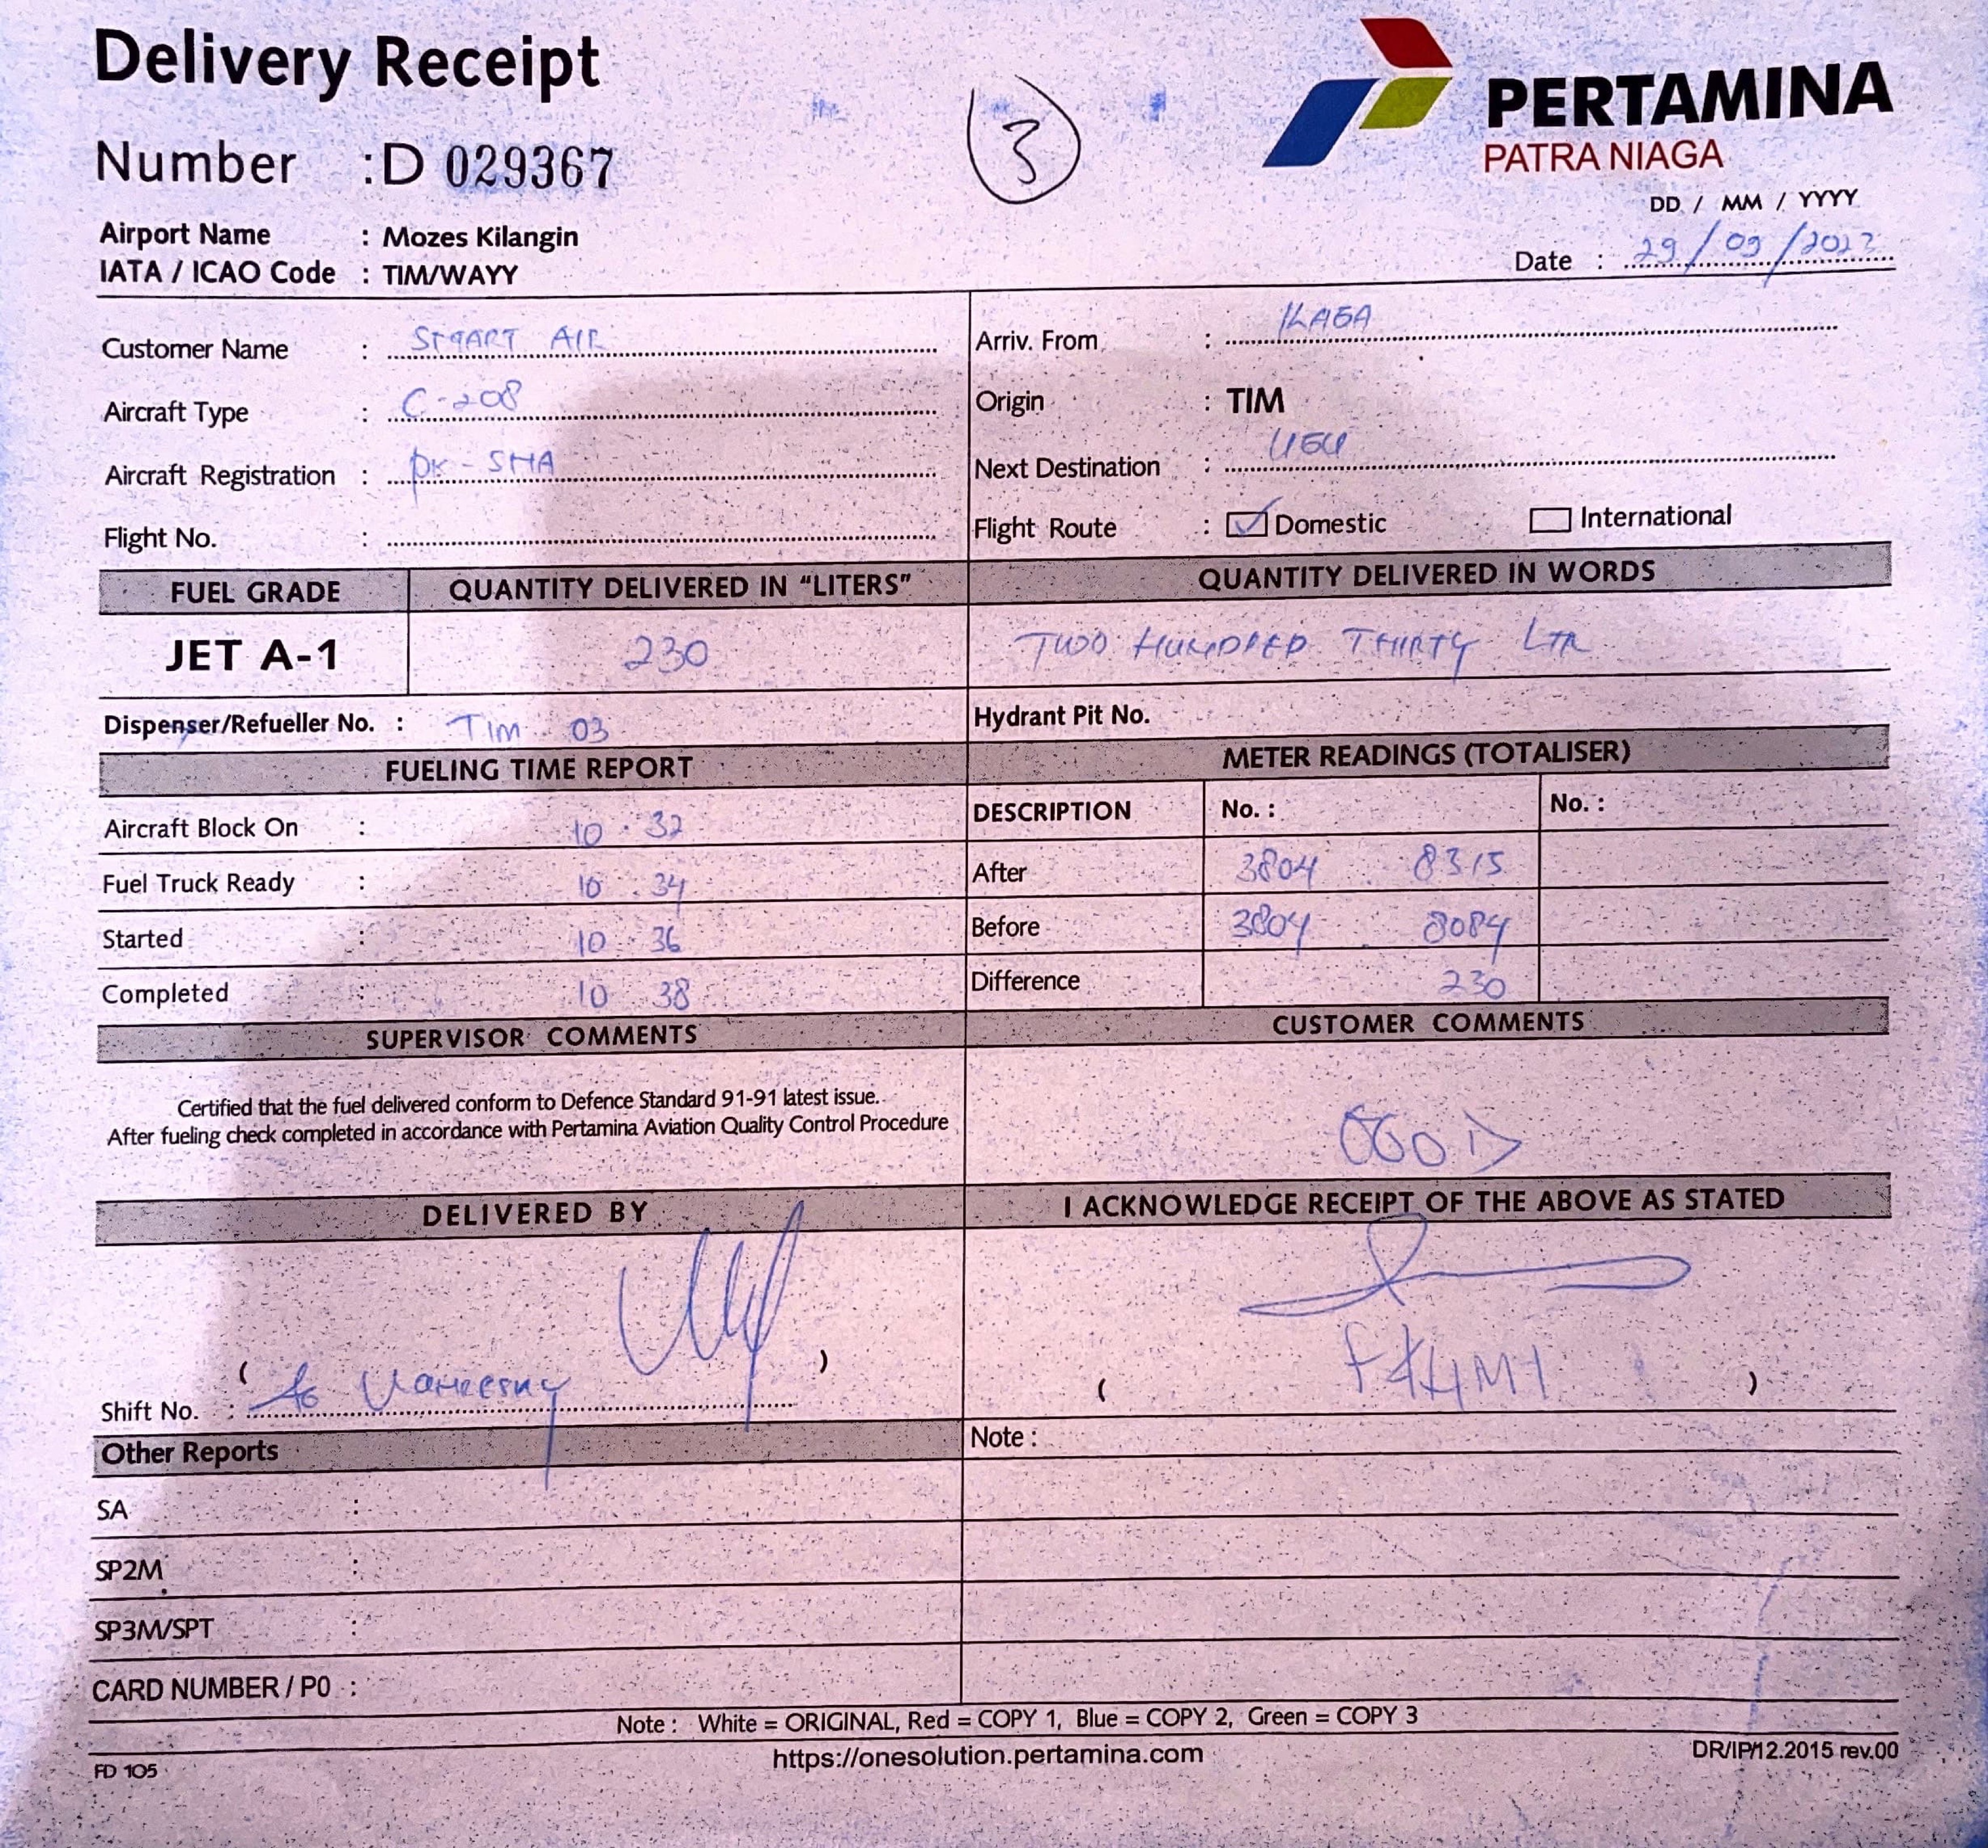 Delivery Receipt
3
PERTAMINA
PATRA NIAGA
Number : D 029367
DD / MM / YYYY
Airport Name : Mozes Kilangin
Date : 29/09/2023
IATA / ICAO Code : TIM/WAYY
Customer Name : SMART AIR
Arriv. From : ILAGA
Aircraft Type : C-208
Origin : TIM
Aircraft Registration : PK-SMA
Next Destination :
Flight No. :
Flight Route : Domestic International
FUEL GRADE QUANTITY DELIVERED IN “LITERS” QUANTITY DELIVERED IN WORDS
JET A-1 230 TWO HUNDRED THIRTY LTR
Dispenser/Refueller No. : TIM 03
Hydrant Pit No.
FUELING TIME REPORT METER READINGS (TOTALISER)
DESCRIPTION No. : No. :
Aircraft Block On : 10 . 32
After 3804 8315
Fuel Truck Ready : 10 . 34
Before 3804 8084
Started : 10 36
Difference 230
Completed : 10 38
SUPERVISOR COMMENTS CUSTOMER COMMENTS
Certified that the fuel delivered conform to Defence Standard 91-91 latest issue.
After fueling check completed in accordance with Pertamina Aviation Quality Control Procedure
GOOD
DELIVERED BY I ACKNOWLEDGE RECEIPT OF THE ABOVE AS STATED
( )
( FAHMI )
Shift No. :
Other Reports Note :
SA :
SP2M :
SP3M/SPT :
CARD NUMBER / P0 :
Note : White = ORIGINAL, Red = COPY 1, Blue = COPY 2, Green = COPY 3
https://onesolution.pertamina.com
FD 105
DR/IP/12.2015 rev.00